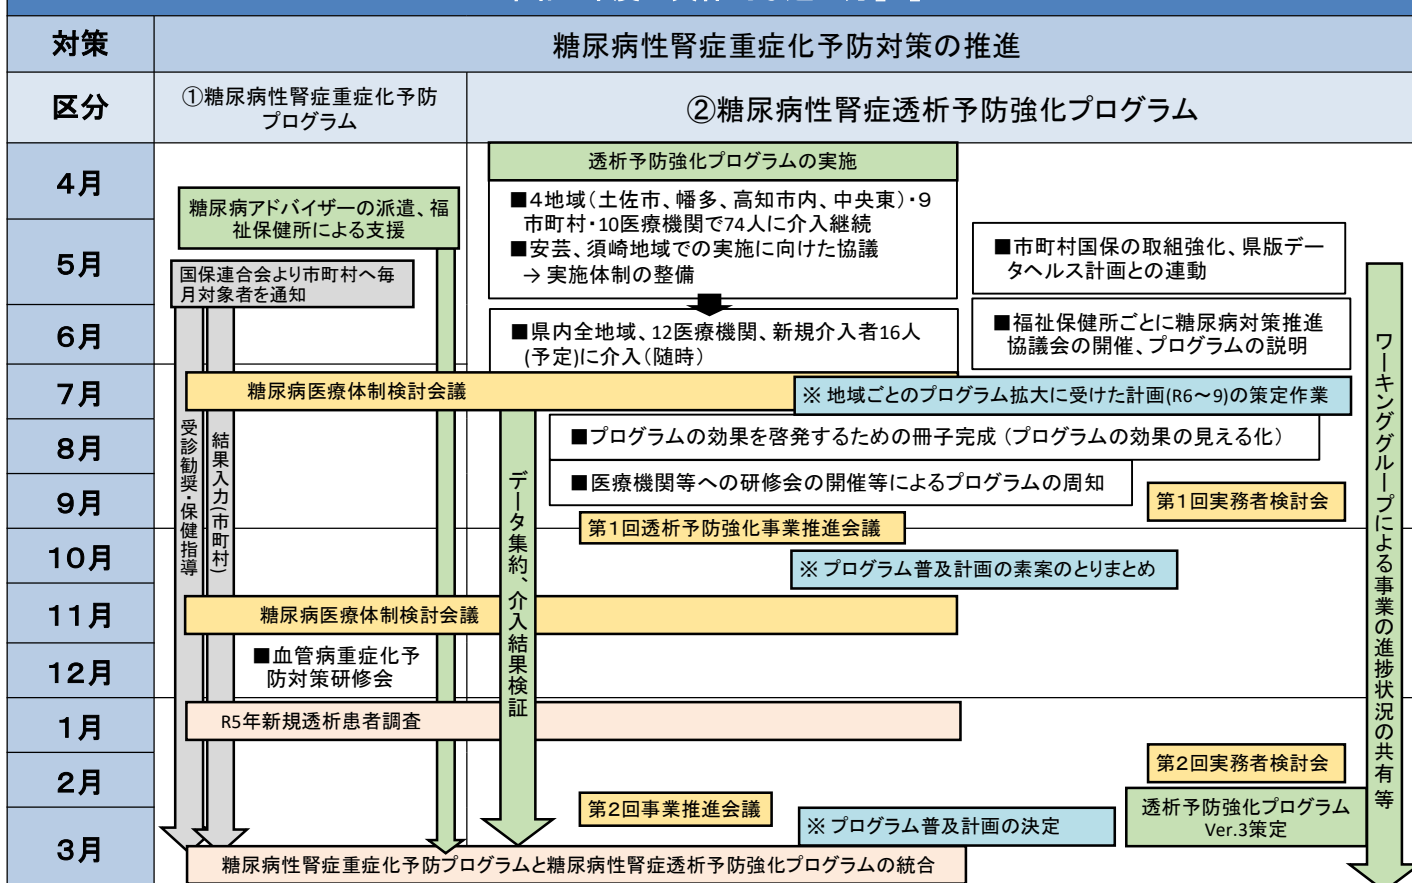 対策
糖尿病性腎症重症化予防対策の推進
区分
①糖尿病性腎症重症化予防
プログラム
②糖尿病性腎症透析予防強化プログラム
4月
5月
6月
7月
8月
9月
10月
11月
12月
1月
2月
3月
糖尿病アドバイザーの派遣、福
祉保健所による支援
国保連合会より市町村へ毎
月対象者を通知
受診勧奨・保健指導
結果入力(市町村)
透析予防強化プログラムの実施
■4地域(土佐市、幡多、高知市内、中央東)・9
市町村・10医療機関で74人に介入継続
■安芸、須崎地域での実施に向けた協議
→ 実施体制の整備
■県内全地域、12医療機関、新規介入者16人
(予定)に介入(随時)
■市町村国保の取組強化、県版デー
タヘルス計画との連動
■福祉保健所ごとに糖尿病対策推進
協議会の開催、プログラムの説明
糖尿病医療体制検討会議
※ 地域ごとのプログラム拡大に受けた計画(R6～9)の策定作業
■プログラムの効果を啓発するための冊子完成 (プログラムの効果の見える化)
■医療機関等への研修会の開催等によるプログラムの周知
第1回実務者検討会
第1回透析予防強化事業推進会議
※ プログラム普及計画の素案のとりまとめ
データ集約、介入結果検証
ワーキンググループによる事業の進捗状況の共有 等
糖尿病医療体制検討会議
■血管病重症化予
防対策研修会
R5年新規透析患者調査
第2回実務者検討会
第2回事業推進会議
※ プログラム普及計画の決定
透析予防強化プログラム
Ver.3策定
糖尿病性腎症重症化予防プログラムと糖尿病性腎症透析予防強化プログラムの統合